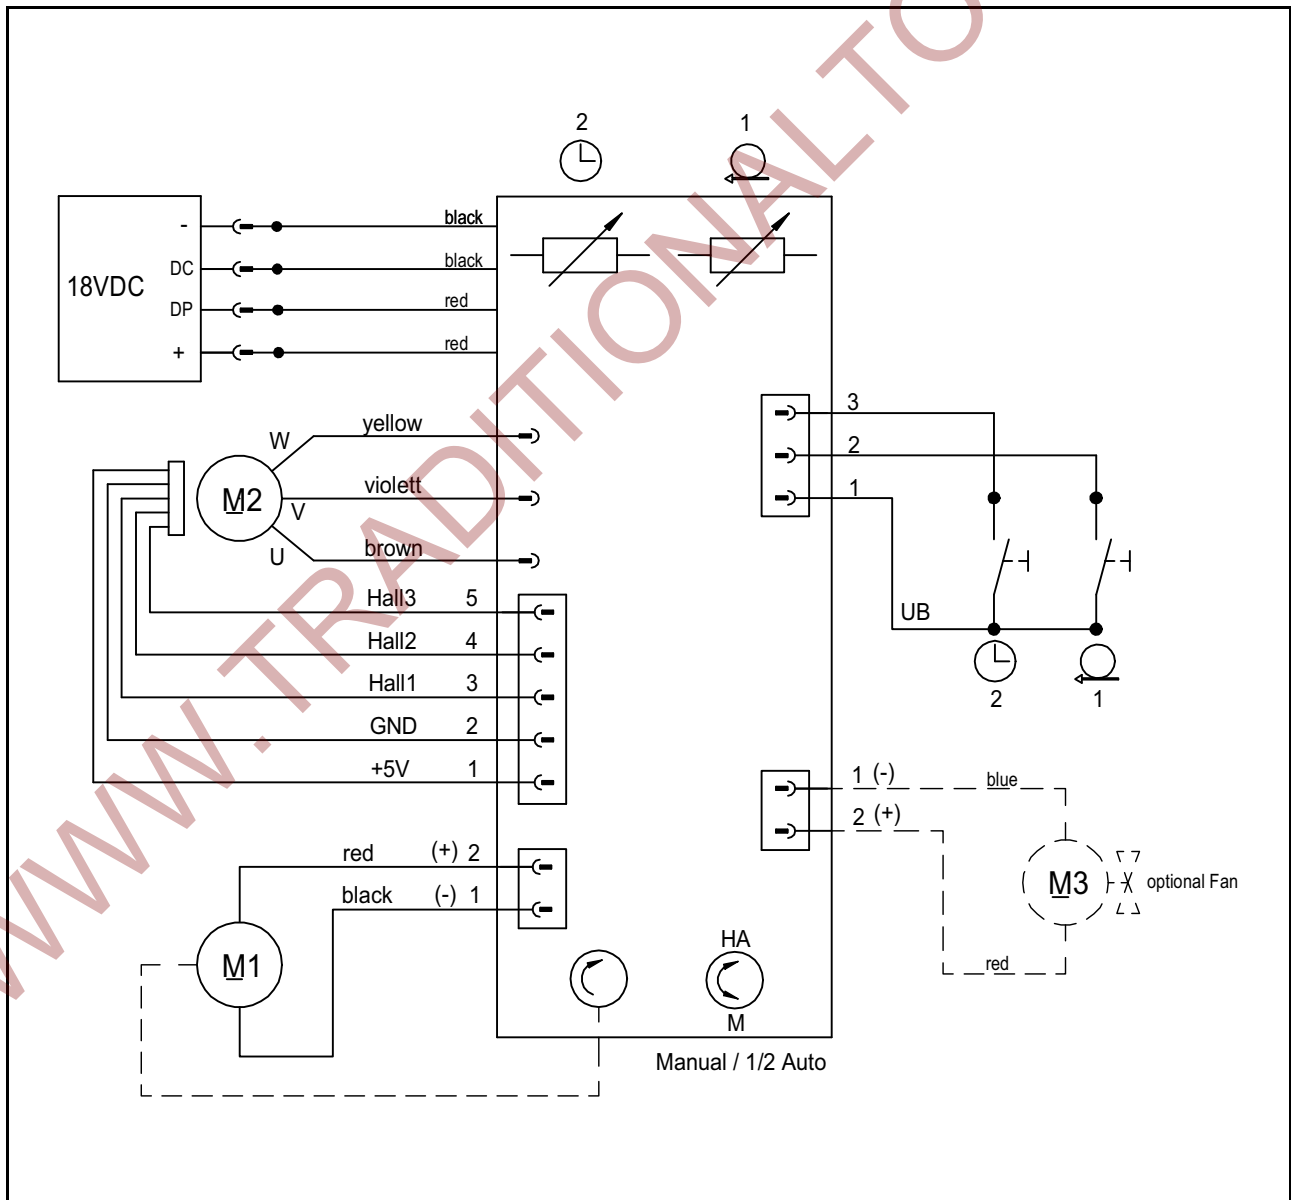 2
1
- black
DC black
18VDC
DP red
+ red
W yellow
M2
V violett
U brown
Hall3 5
Hall2 4
Hall1 3
GND 2
+5V 1
3
2
1
UB
2
1
1 (-) blue
2 (+)
M3
optional Fan
red
red (+) 2
black (-) 1
M1
HA
M
Manual / 1/2 Auto
WWW.TRADITIONALTO